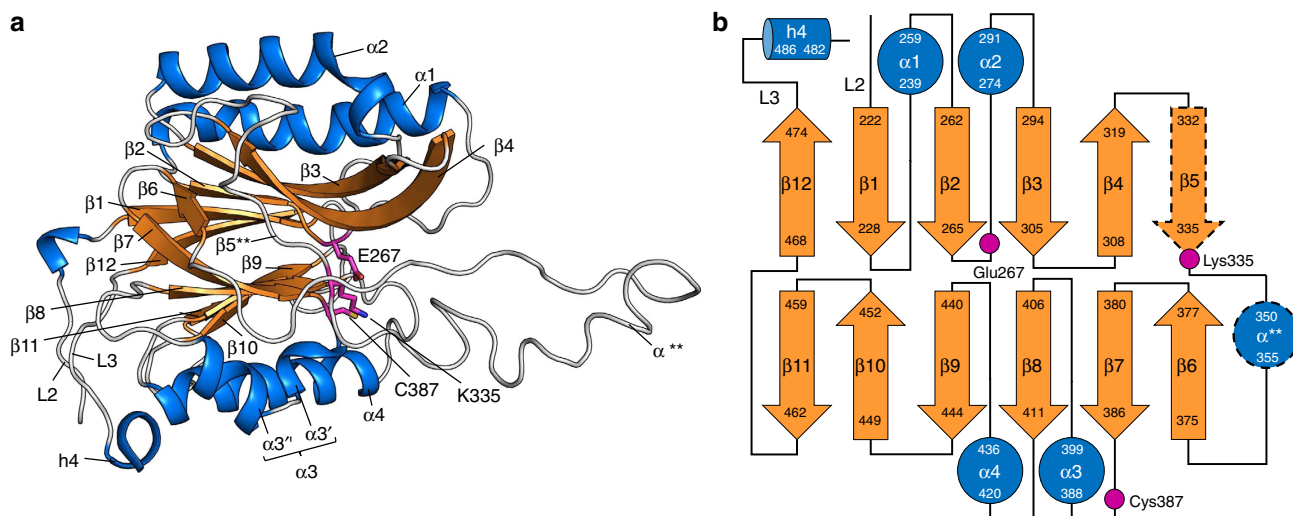 a
α2
α1
β2
β3
β4
β6
β1
β7
β5**
E267
β12
β9
β8
β11
β10
L3
L2
α **
C387
K335
α4
α3″
α3′
h4
α3
b
h4
486 482
L3
L2
259
α1
239
291
α2
274
474
β12
468
222
β1
228
262
β2
265
294
β3
305
319
β4
308
332
β5
335
Glu267
Lys335
459
β11
462
452
β10
449
440
β9
444
406
β8
411
380
β7
386
377
β6
375
350
α**
355
436
α4
420
399
α3
388
Cys387